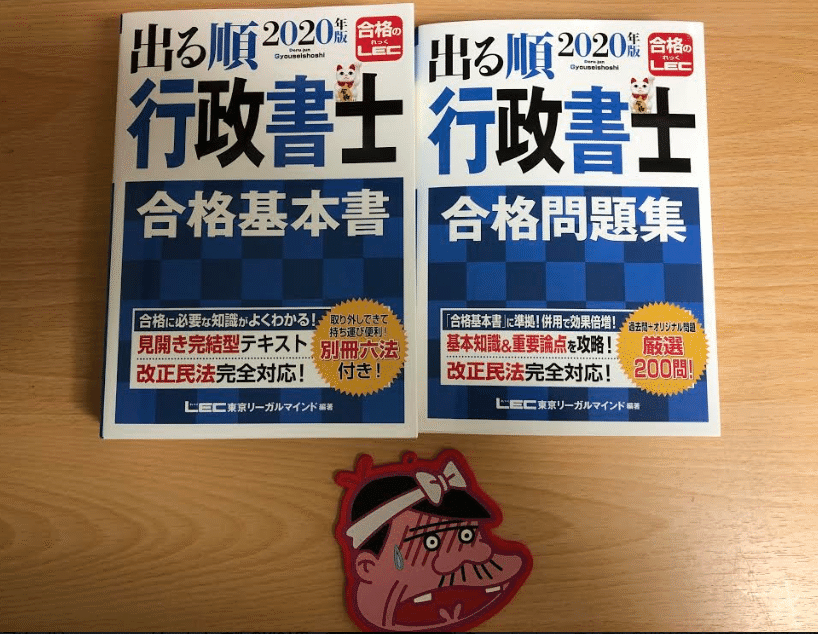 出る順
2020年版
Deru jun
Gyouseishoshi
合格の
れっく
LEC
行政書士
合格基本書
合格に必要な知識がよくわかる!
見開き完結型テキスト
改正民法完全対応!
取り外しできて
持ち運び便利!
別冊六法
付き!
LEC東京リーガルマインド 編著
出る順
2020年版
Deru jun
Gyouseishoshi
合格の
れっく
LEC
行政書士
合格問題集
「合格基本書」に準拠!併用で効果倍増!
基本知識&重要論点を攻略!
改正民法完全対応!
過去問+オリジナル問題
厳選
200問!
LEC東京リーガルマインド 編著